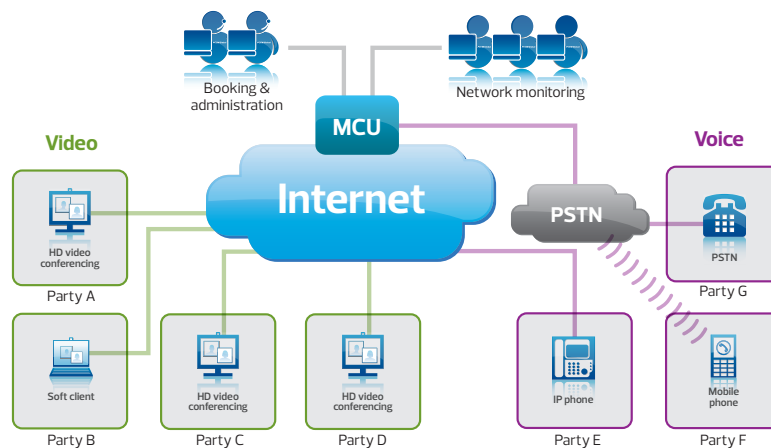 Booking &
administration
Network monitoring
MCU
Video
Voice
Internet
PSTN
HD video
conferencing
Party A
PSTN
Party G
Soft client
Party B
HD video
conferencing
Party C
HD video
conferencing
Party D
IP phone
Party E
Mobile
phone
Party F